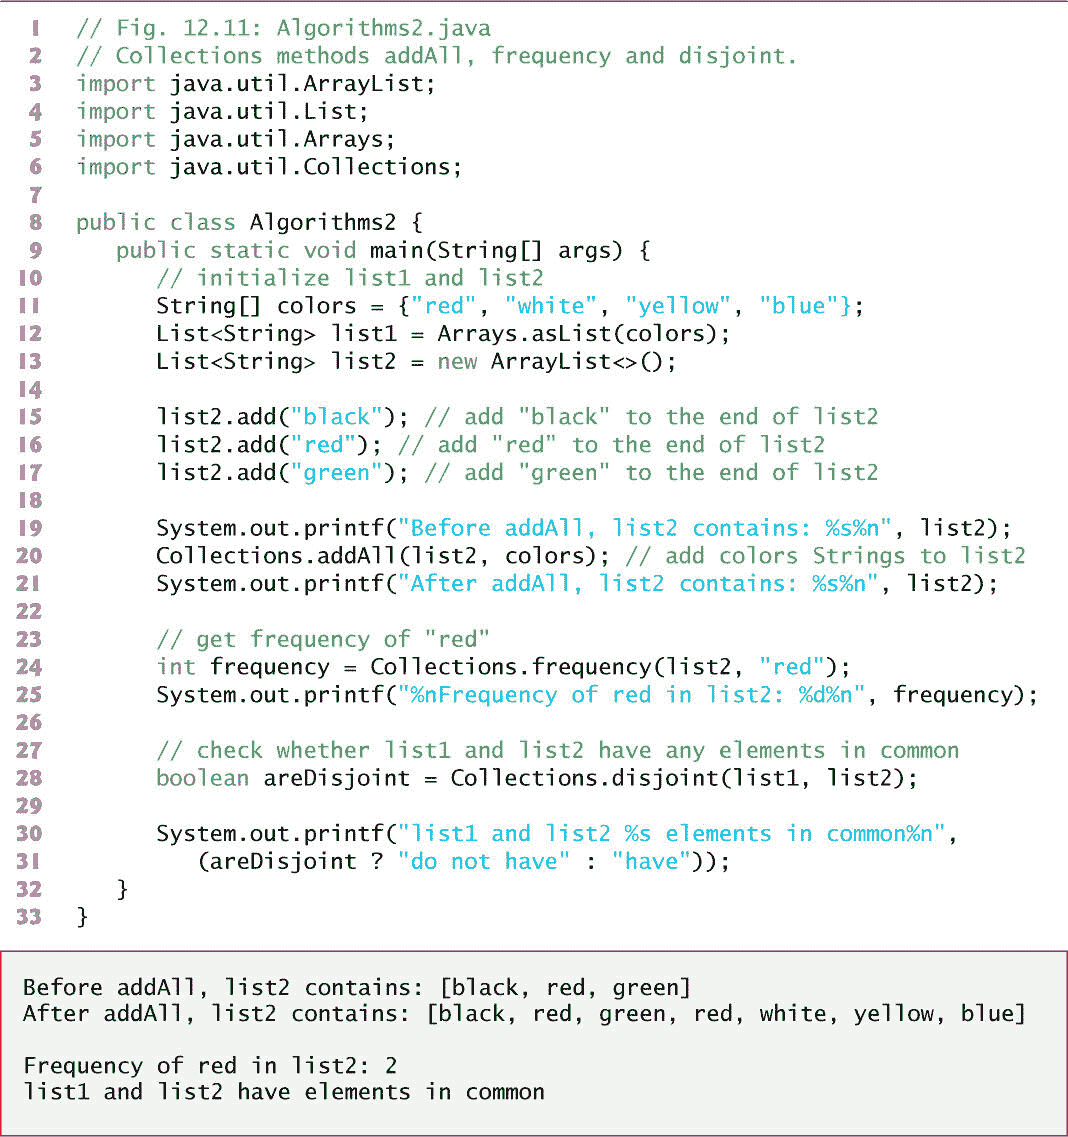 1 // Fig. 12.11: Algorithms2.java
2 // Collections methods addAll, frequency and disjoint.
3 import java.util.ArrayList;
4 import java.util.List;
5 import java.util.Arrays;
6 import java.util.Collections;
7
8 public class Algorithms2 {
9    public static void main(String[] args) {
10       // initialize list1 and list2
11       String[] colors = {"red", "white", "yellow", "blue"};
12       List<String> list1 = Arrays.asList(colors);
13       List<String> list2 = new ArrayList<>();
14
15       list2.add("black"); // add "black" to the end of list2
16       list2.add("red"); // add "red" to the end of list2
17       list2.add("green"); // add "green" to the end of list2
18
19       System.out.printf("Before addAll, list2 contains: %s%n", list2);
20       Collections.addAll(list2, colors); // add colors Strings to list2
21       System.out.printf("After addAll, list2 contains: %s%n", list2);
22
23       // get frequency of "red"
24       int frequency = Collections.frequency(list2, "red");
25       System.out.printf("%nFrequency of red in list2: %d%n", frequency);
26
27       // check whether list1 and list2 have any elements in common
28       boolean areDisjoint = Collections.disjoint(list1, list2);
29
30       System.out.printf("list1 and list2 %s elements in common%n",
31          (areDisjoint ? "do not have" : "have"));
32    }
33 }
Before addAll, list2 contains: [black, red, green]
After addAll, list2 contains: [black, red, green, red, white, yellow, blue]
Frequency of red in list2: 2
list1 and list2 have elements in common